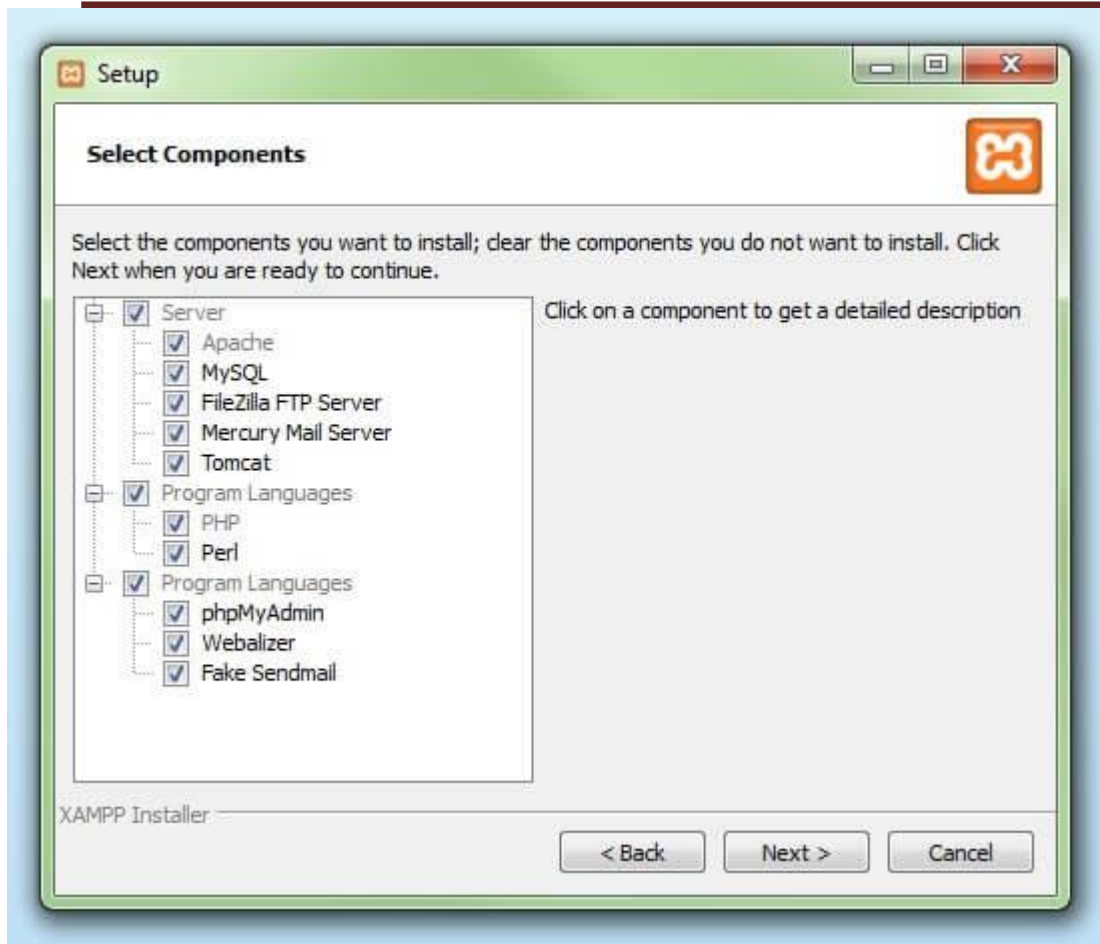 Setup
Select Components
Select the components you want to install; clear the components you do not want to install. Click
Next when you are ready to continue.
Server
Apache
MySQL
FileZilla FTP Server
Mercury Mail Server
Tomcat
Program Languages
PHP
Perl
Program Languages
phpMyAdmin
Webalizer
Fake Sendmail
Click on a component to get a detailed description
XAMPP Installer
< Back
Next >
Cancel